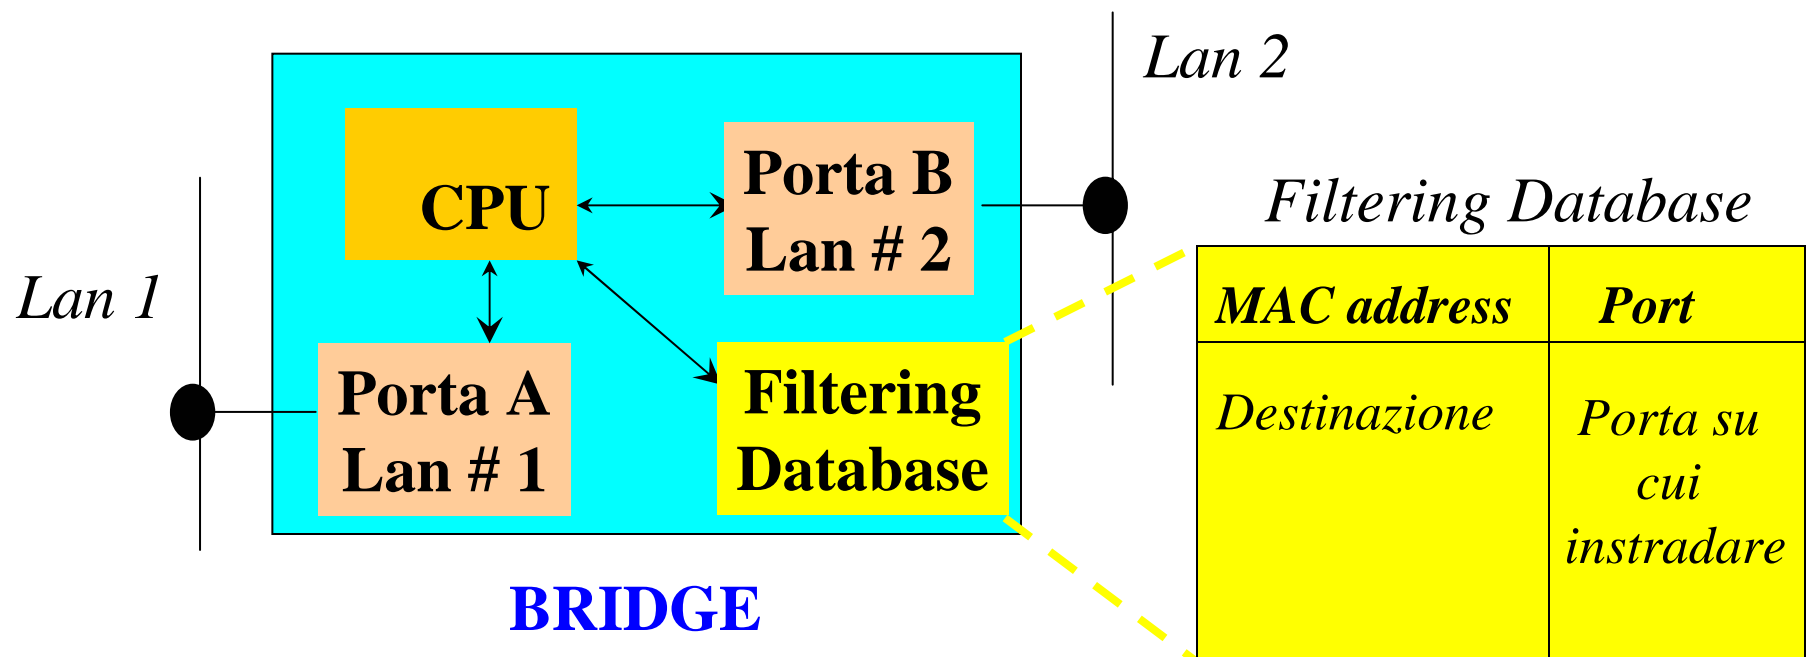 Lan 2
Lan 1
CPU
Porta B
Lan # 2
Porta A
Lan # 1
Filtering
Database
BRIDGE
Filtering Database
MAC address
Port
Destinazione
Porta su
cui
instradare